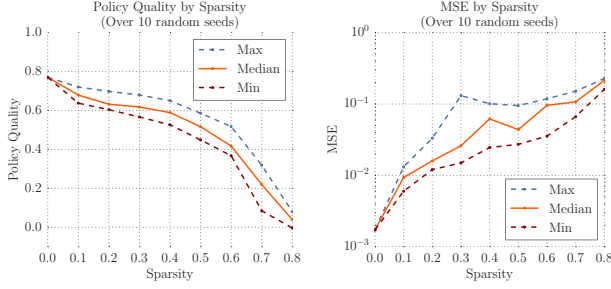 Policy Quality by Sparsity
(Over 10 random seeds)
1.0
0.8
0.6
0.4
0.2
0.0
Policy Quality
Max
Median
Min
0.0 0.1 0.2 0.3 0.4 0.5 0.6 0.7 0.8
Sparsity
MSE by Sparsity
(Over 10 random seeds)
10⁰
10⁻¹
10⁻²
10⁻³
MSE
Max
Median
Min
0.0 0.1 0.2 0.3 0.4 0.5 0.6 0.7 0.8
Sparsity